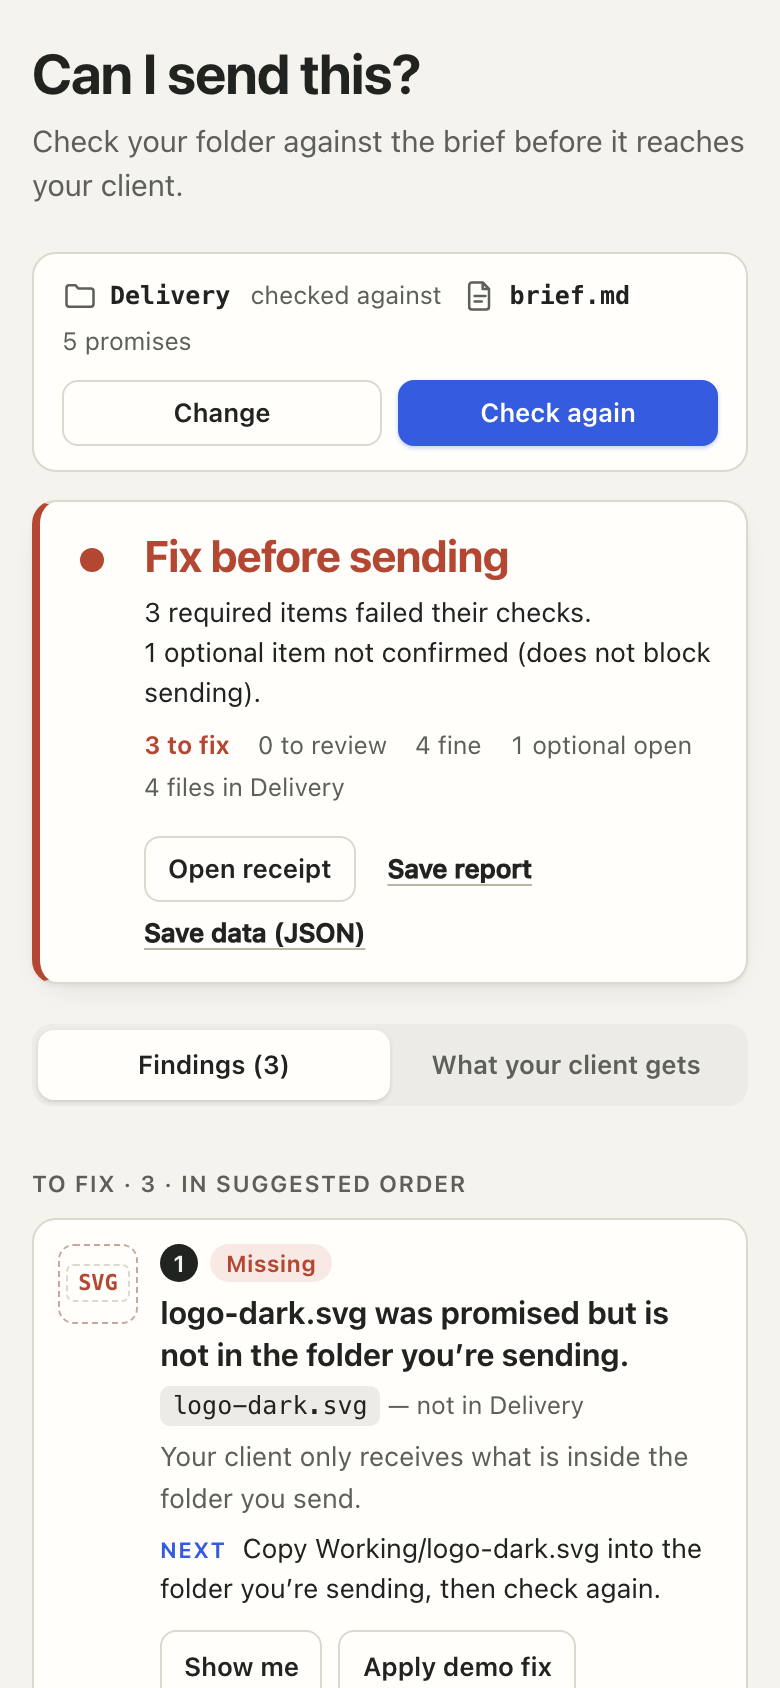 Can I send this?
Check your folder against the brief before it reaches
your client.
Delivery checked against brief.md
5 promises
Change Check again
Fix before sending
3 required items failed their checks.
1 optional item not confirmed (does not block
sending).
3 to fix 0 to review 4 fine 1 optional open
4 files in Delivery
Open receipt Save report
Save data (JSON)
Findings (3) What your client gets
TO FIX · 3 · IN SUGGESTED ORDER
SVG 1 Missing
logo-dark.svg was promised but is
not in the folder you’re sending.
logo-dark.svg — not in Delivery
Your client only receives what is inside the
folder you send.
NEXT Copy Working/logo-dark.svg into the
folder you’re sending, then check again.
Show me Apply demo fix